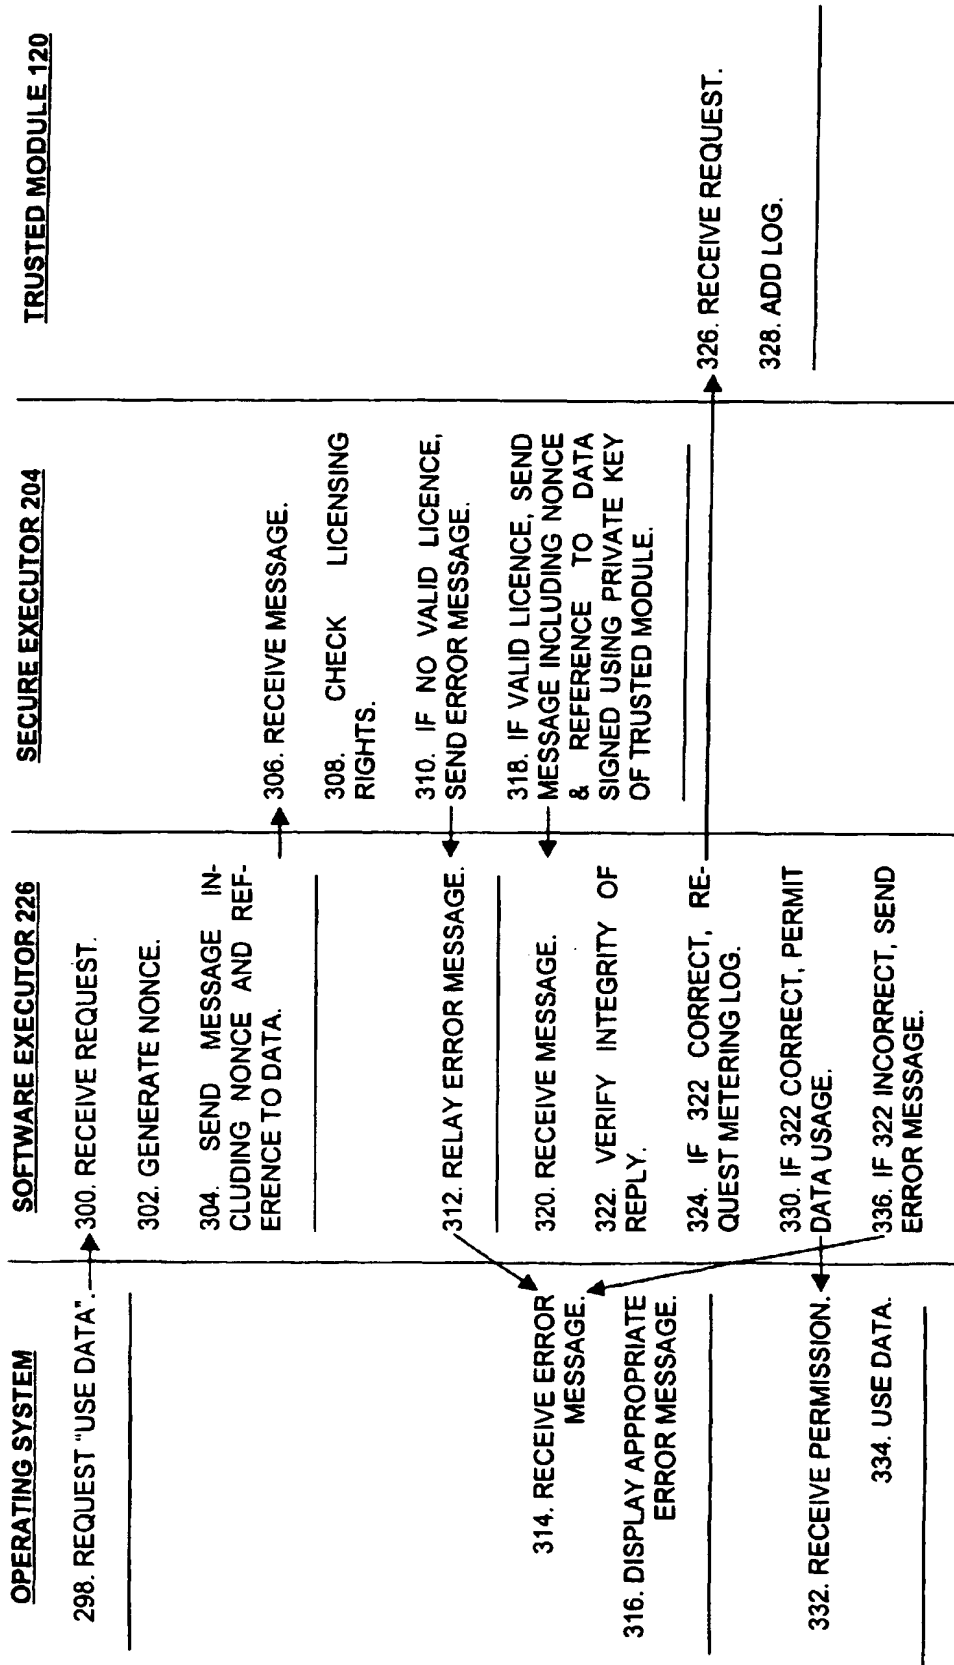 OPERATING SYSTEM
298. REQUEST "USE DATA".
314. RECEIVE ERROR
MESSAGE.
316. DISPLAY APPROPRIATE
ERROR MESSAGE.
332. RECEIVE PERMISSION.
334. USE DATA.
SOFTWARE EXECUTOR 226
300. RECEIVE REQUEST.
302. GENERATE NONCE.
304. SEND MESSAGE IN-
CLUDING NONCE AND REF-
ERENCE TO DATA.
312. RELAY ERROR MESSAGE.
320. RECEIVE MESSAGE.
322. VERIFY INTEGRITY OF
REPLY.
324. IF 322 CORRECT, RE-
QUEST METERING LOG.
330. IF 322 CORRECT, PERMIT
DATA USAGE.
336. IF 322 INCORRECT, SEND
ERROR MESSAGE.
SECURE EXECUTOR 204
306. RECEIVE MESSAGE.
308. CHECK LICENSING
RIGHTS.
310. IF NO VALID LICENCE,
SEND ERROR MESSAGE.
318. IF VALID LICENCE, SEND
MESSAGE INCLUDING NONCE
& REFERENCE TO DATA
SIGNED USING PRIVATE KEY
OF TRUSTED MODULE.
TRUSTED MODULE 120
326. RECEIVE REQUEST.
328. ADD LOG.